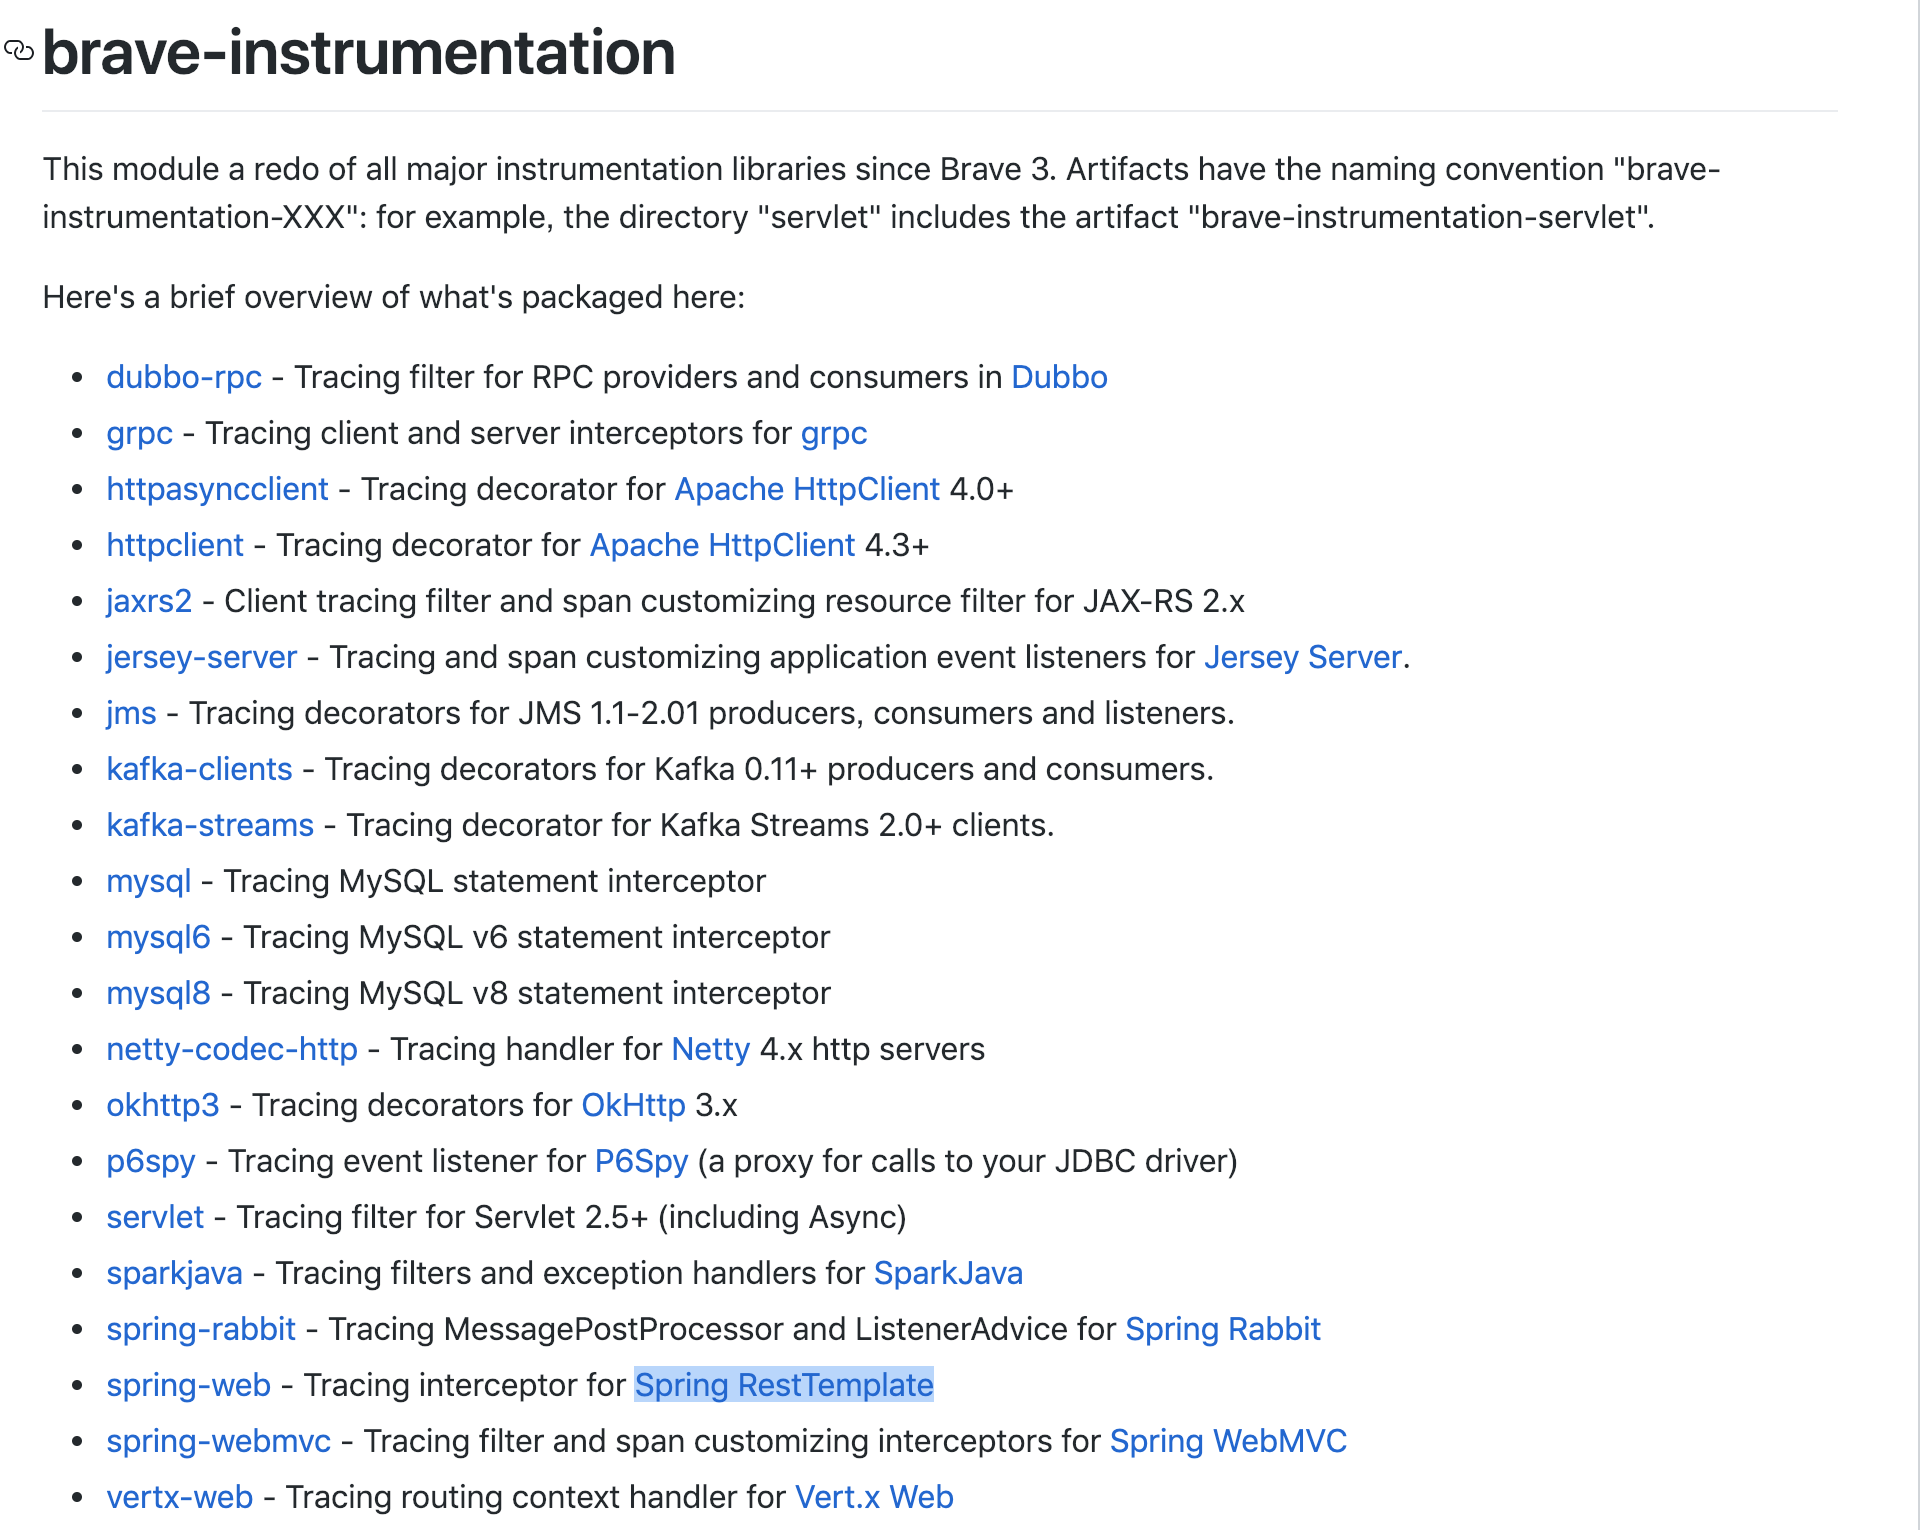 brave-instrumentation
This module a redo of all major instrumentation libraries since Brave 3. Artifacts have the naming convention "brave-
instrumentation-XXX": for example, the directory "servlet" includes the artifact "brave-instrumentation-servlet".
Here's a brief overview of what's packaged here:
• dubbo-rpc - Tracing filter for RPC providers and consumers in Dubbo
• grpc - Tracing client and server interceptors for grpc
• httpasyncclient - Tracing decorator for Apache HttpClient 4.0+
• httpclient - Tracing decorator for Apache HttpClient 4.3+
• jaxrs2 - Client tracing filter and span customizing resource filter for JAX-RS 2.x
• jersey-server - Tracing and span customizing application event listeners for Jersey Server.
• jms - Tracing decorators for JMS 1.1-2.01 producers, consumers and listeners.
• kafka-clients - Tracing decorators for Kafka 0.11+ producers and consumers.
• kafka-streams - Tracing decorator for Kafka Streams 2.0+ clients.
• mysql - Tracing MySQL statement interceptor
• mysql6 - Tracing MySQL v6 statement interceptor
• mysql8 - Tracing MySQL v8 statement interceptor
• netty-codec-http - Tracing handler for Netty 4.x http servers
• okhttp3 - Tracing decorators for OkHttp 3.x
• p6spy - Tracing event listener for P6Spy (a proxy for calls to your JDBC driver)
• servlet - Tracing filter for Servlet 2.5+ (including Async)
• sparkjava - Tracing filters and exception handlers for SparkJava
• spring-rabbit - Tracing MessagePostProcessor and ListenerAdvice for Spring Rabbit
• spring-web - Tracing interceptor for Spring RestTemplate
• spring-webmvc - Tracing filter and span customizing interceptors for Spring WebMVC
• vertx-web - Tracing routing context handler for Vert.x Web